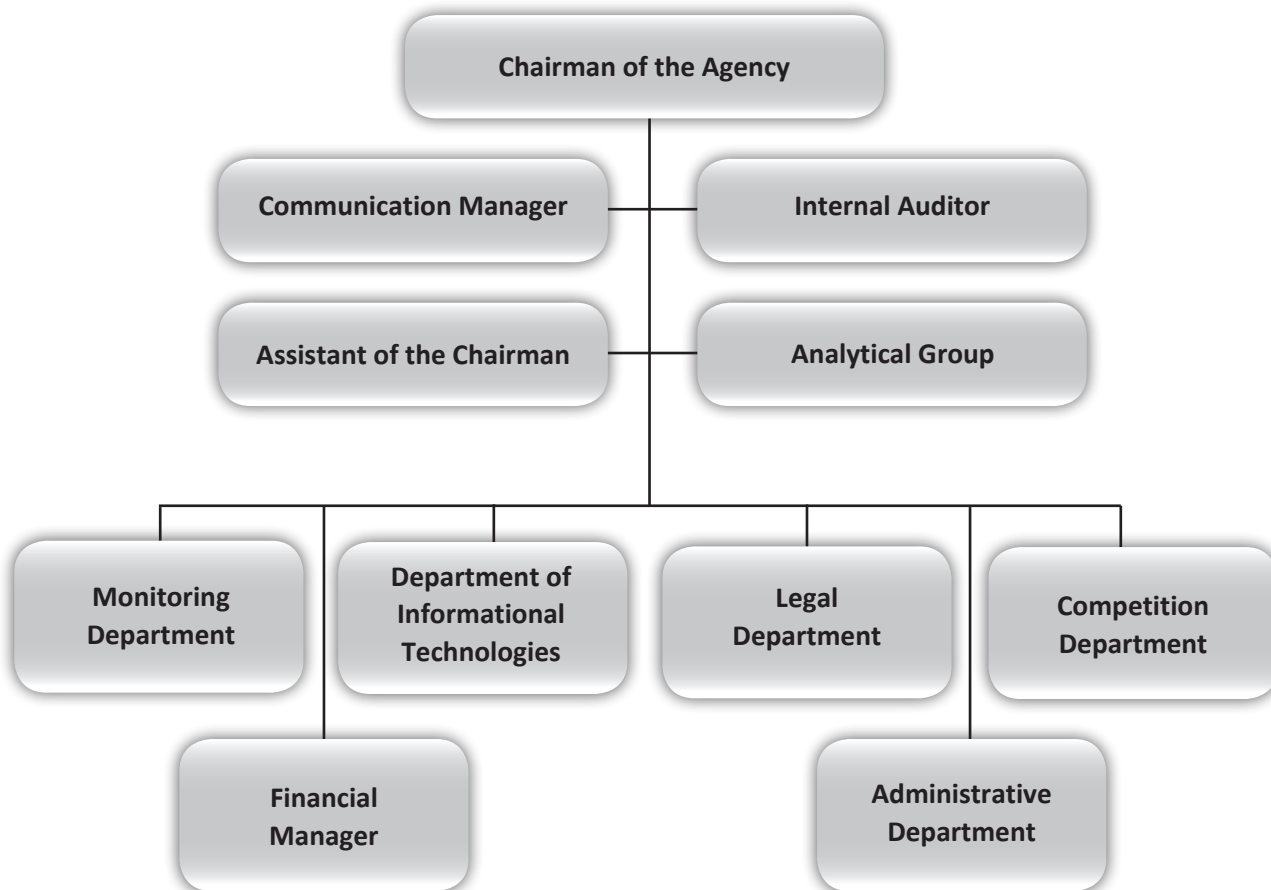 Chairman of the Agency
Communication Manager
Internal Auditor
Assistant of the Chairman
Analytical Group
Monitoring
Department
Department of
Informational
Technologies
Legal
Department
Competition
Department
Financial
Manager
Administrative
Department